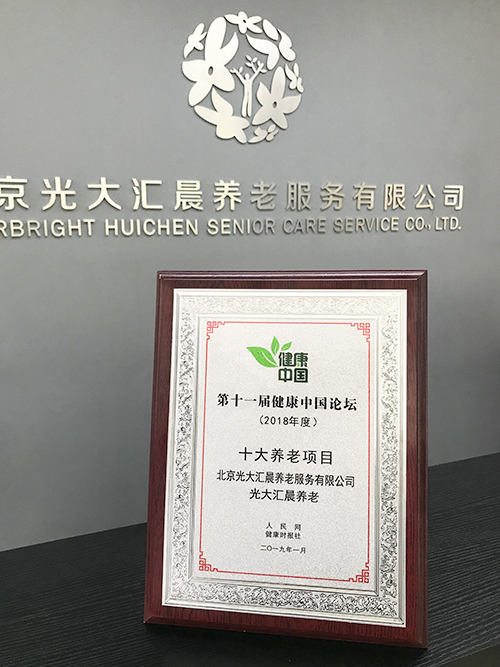 京光大汇晨养老服务有限公司
RBRIGHT HUICHEN SENIOR CARE SERVICE CO., LTD.
健康
中国
第十一届健康中国论坛
(2018年度)
十大养老项目
北京光大汇晨养老服务有限公司
光大汇晨养老
人民网
健康时报社
二〇一九年一月